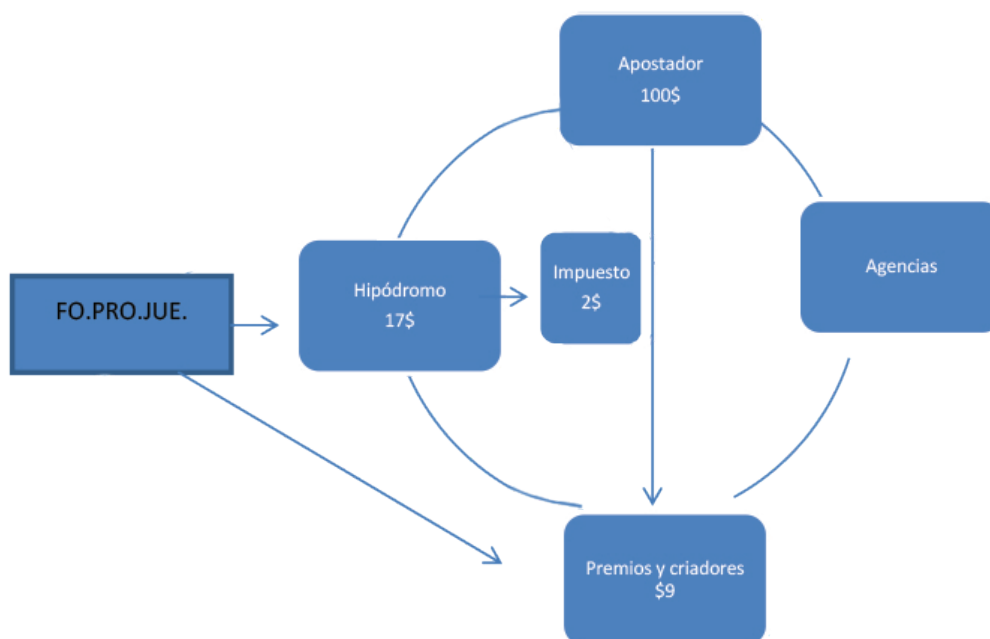 Apostador
100$
Agencias
Impuesto
2$
Hipódromo
17$
FO.PRO.JUE.
Premios y criadores
$9